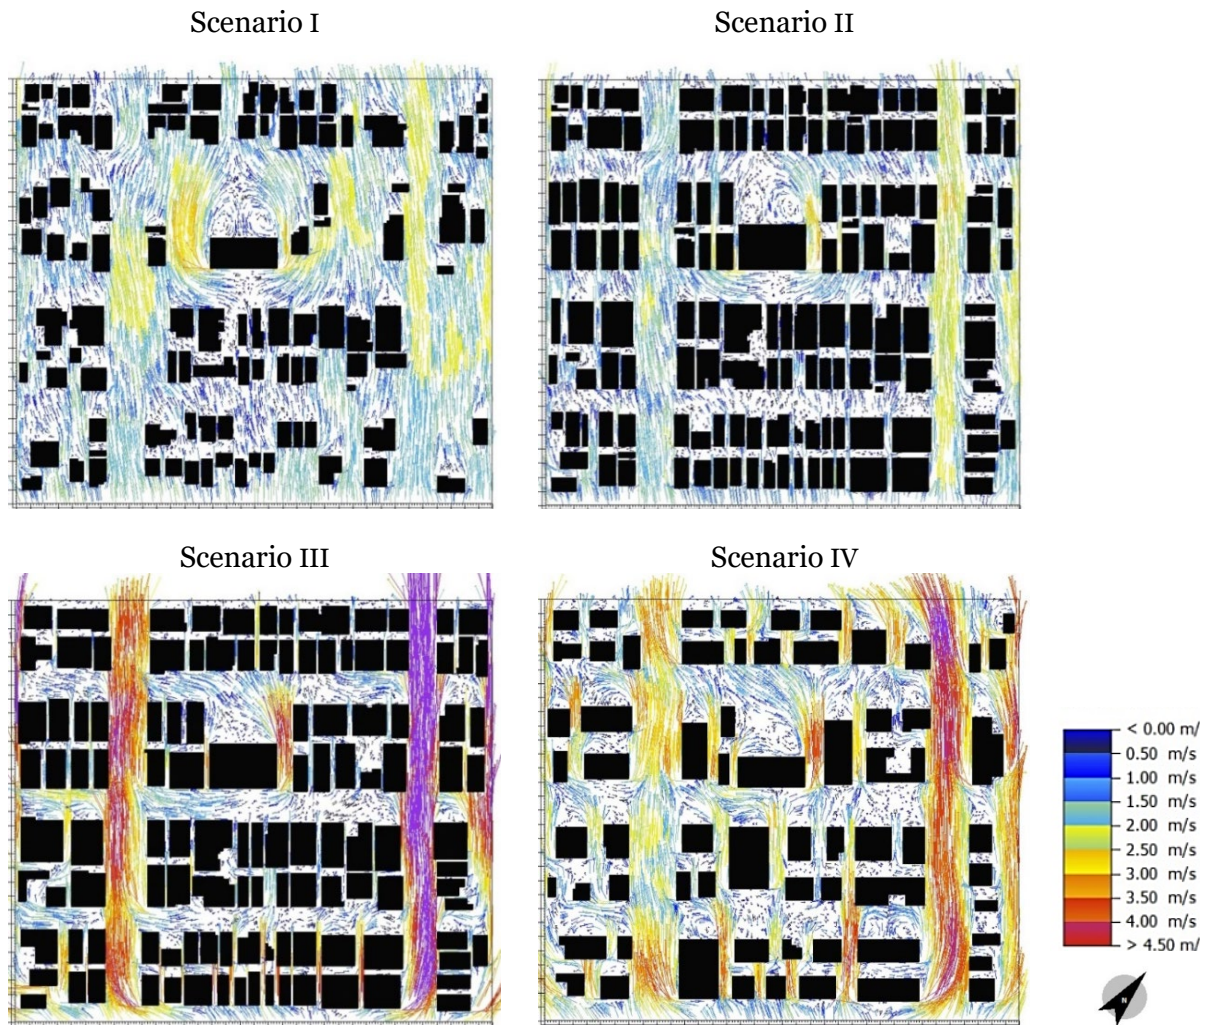 Scenario I
Scenario II
Scenario III
Scenario IV
< 0.00 m/
0.50 m/s
1.00 m/s
1.50 m/s
2.00 m/s
2.50 m/s
3.00 m/s
3.50 m/s
4.00 m/s
> 4.50 m/
N